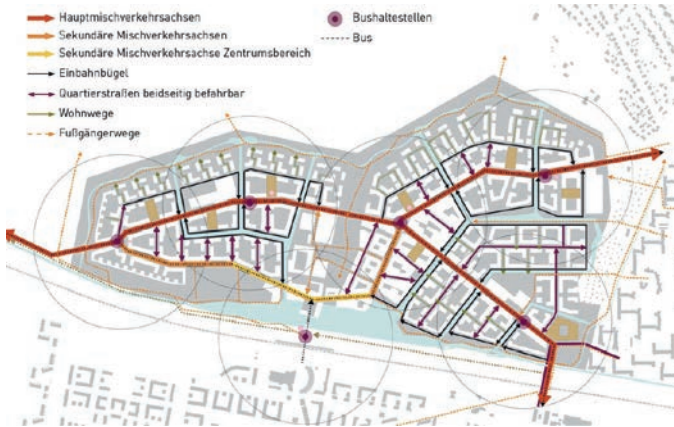 Hauptmischverkehrsachsen
Sekundäre Mischverkehrsachsen
Sekundäre Mischverkehrsachse Zentrumsbereich
Einbahnbügel
Quartierstraßen beidseitig befahrbar
Wohnwege
Fußgängerwege
Bushaltestellen
Bus